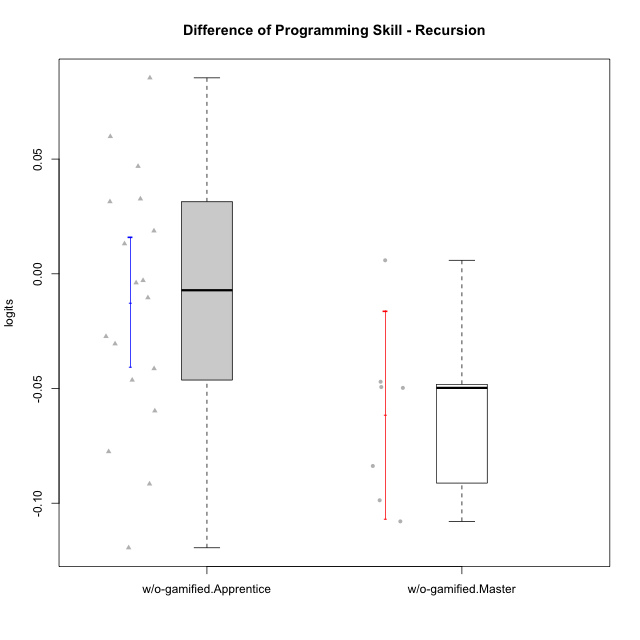 Difference of Programming Skill - Recursion
logits
0.05
0.00
-0.05
-0.10
w/o-gamified.Apprentice
w/o-gamified.Master